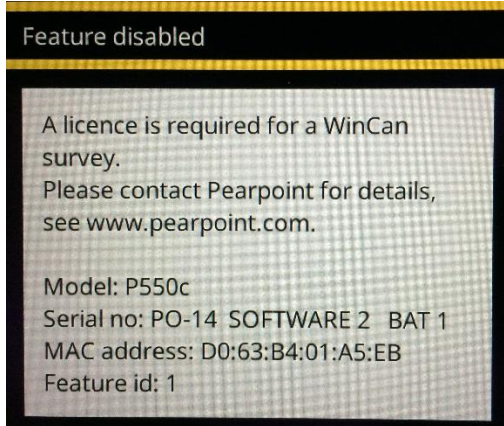 Feature disabled
A licence is required for a WinCan
survey.
Please contact Pearpoint for details,
see www.pearpoint.com.
Model: P550c
Serial no: PO-14 SOFTWARE 2 BAT 1
MAC address: D0:63:B4:01:A5:EB
Feature id: 1